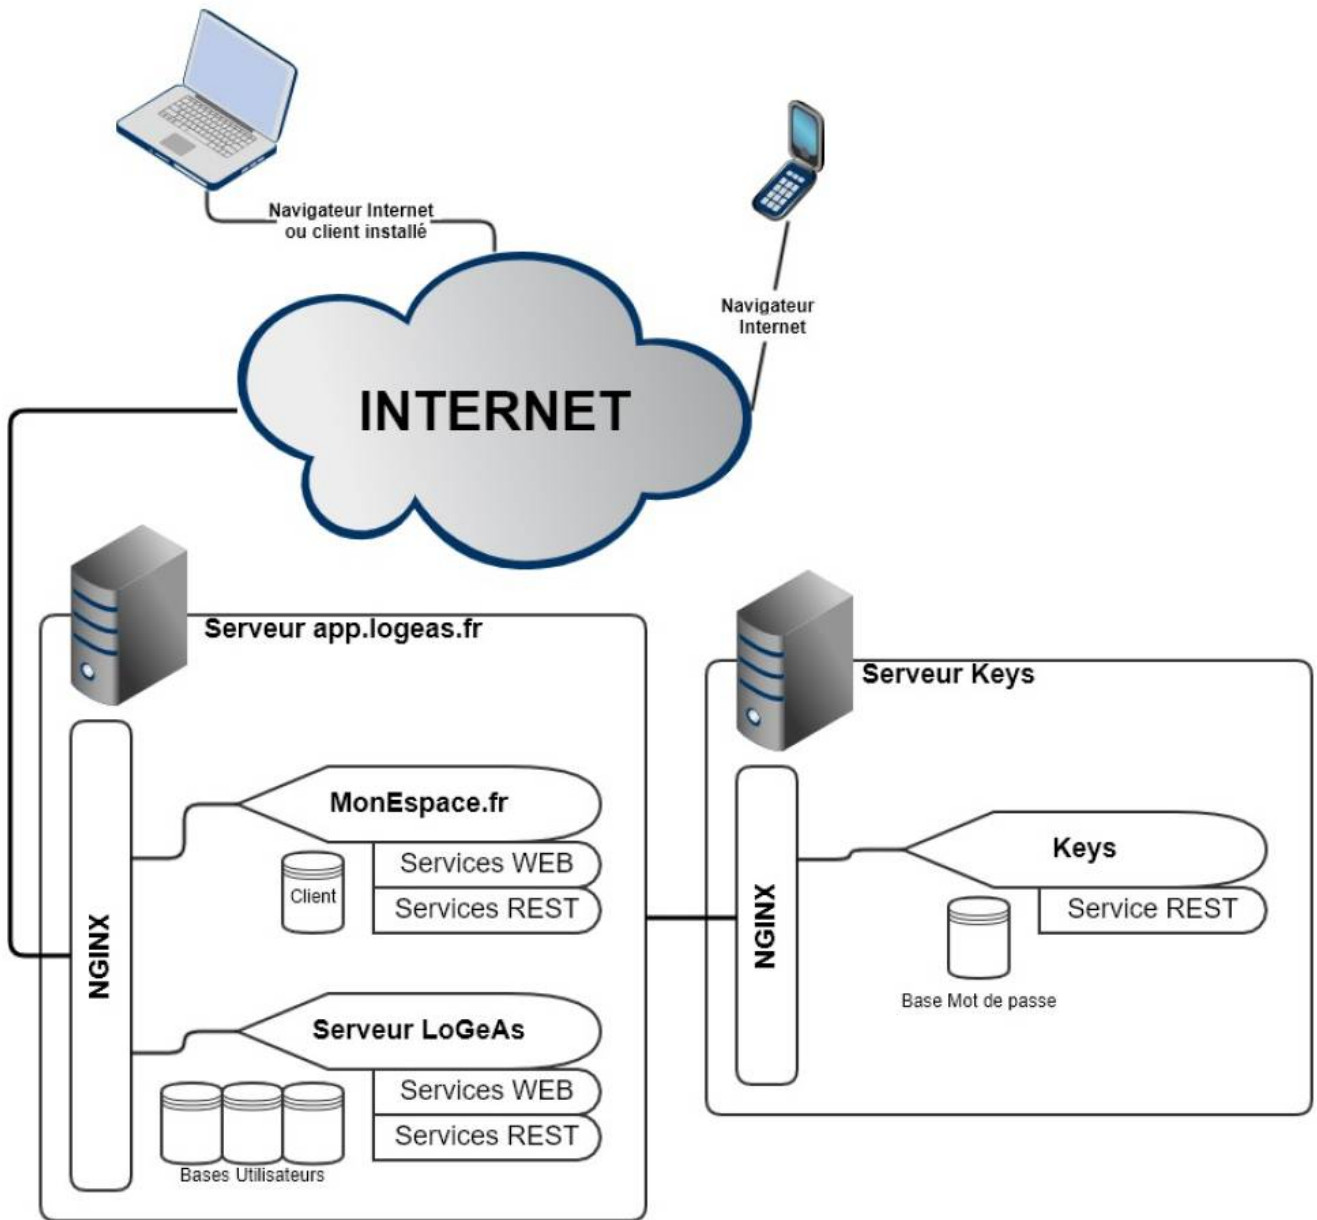 Navigateur Internet
ou client installé
Navigateur
Internet
INTERNET
Serveur app.logeas.fr
NGINX
MonEspace.fr
Services WEB
Services REST
Client
Serveur LoGeAs
Services WEB
Services REST
Bases Utilisateurs
Serveur Keys
NGINX
Keys
Service REST
Base Mot de passe